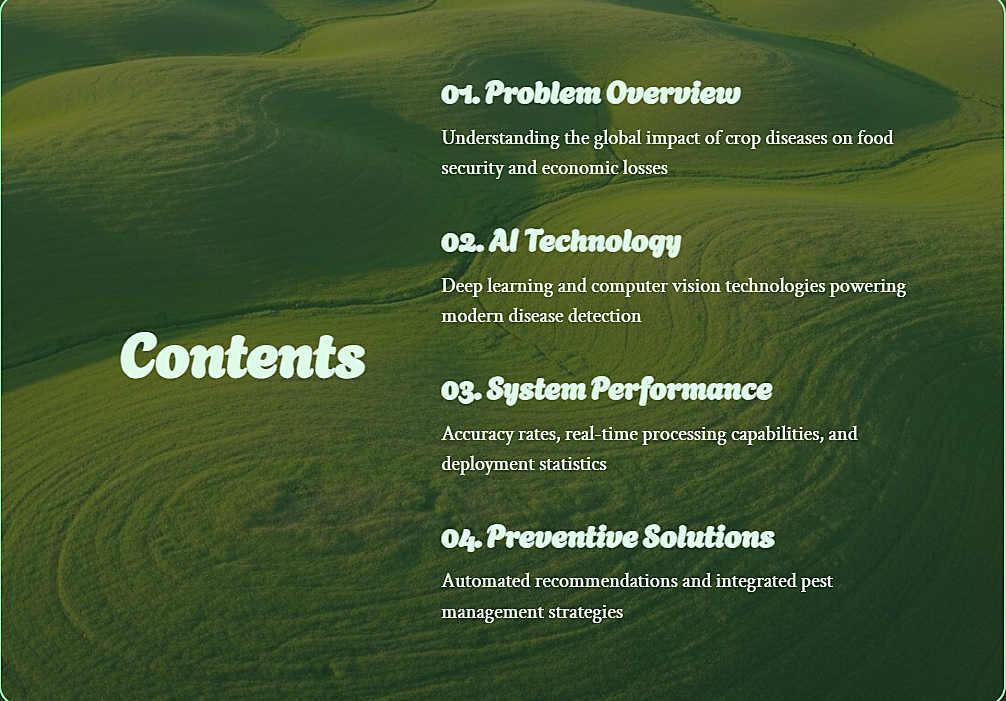 Contents
01. Problem Overview
Understanding the global impact of crop diseases on food
security and economic losses
02. AI Technology
Deep learning and computer vision technologies powering
modern disease detection
03. System Performance
Accuracy rates, real-time processing capabilities, and
deployment statistics
04. Preventive Solutions
Automated recommendations and integrated pest
management strategies